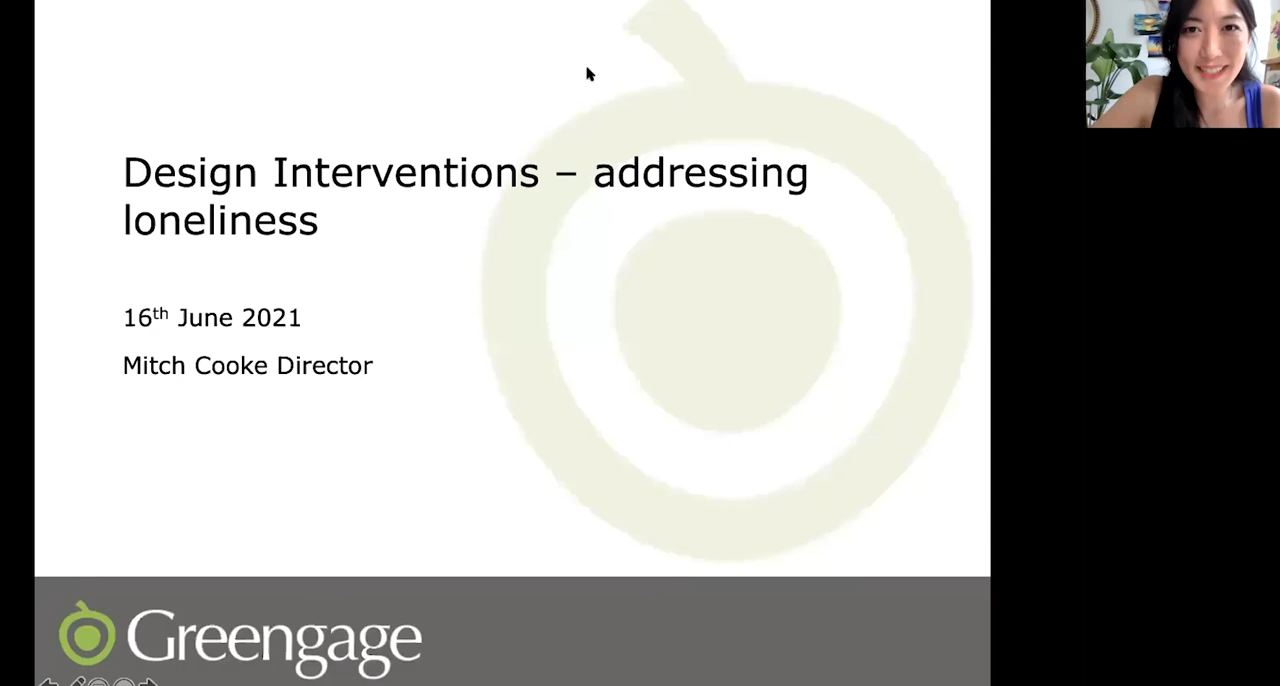 Design Interventions – addressing
loneliness
16th June 2021
Mitch Cooke Director
Greengage